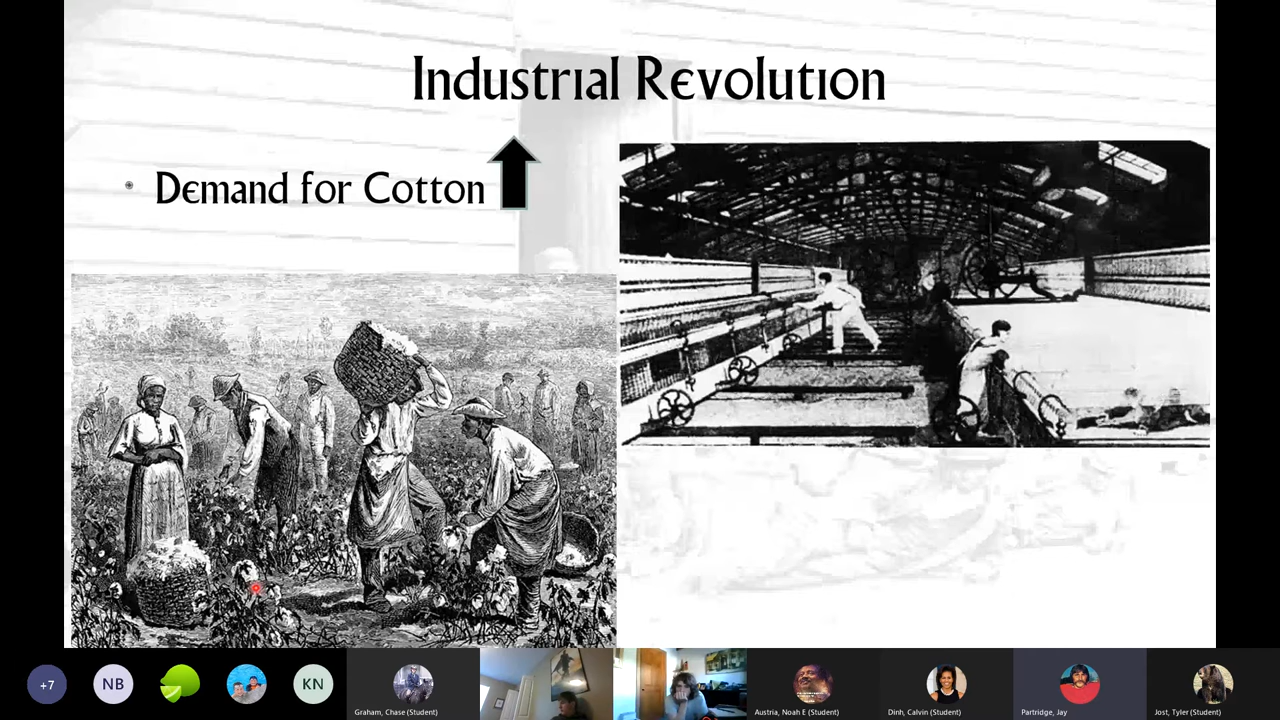 Industrial Revolution
Demand for Cotton
+7
NB
KN
Graham, Chase (Student)
Austria, Noah E (Student)
Dinh, Calvin (Student)
Partridge, Jay
Jost, Tyler (Student)